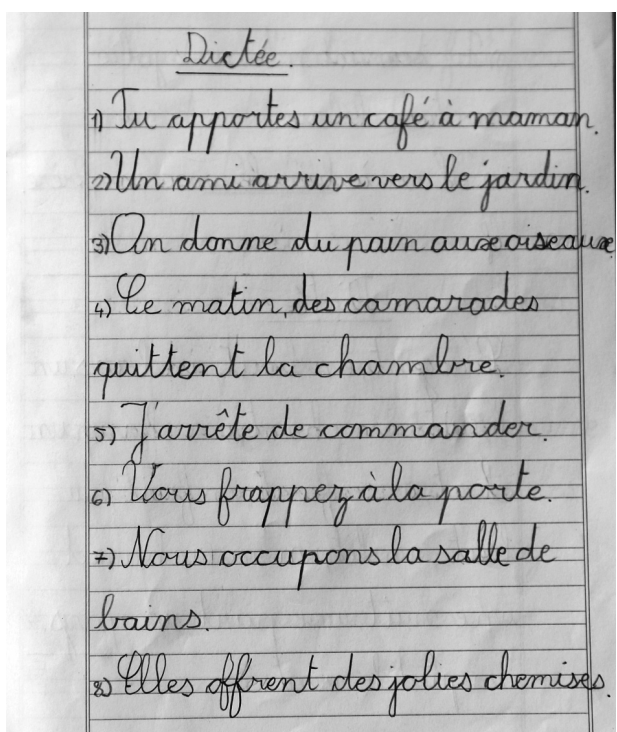 Dictée.
1) Tu apportes un café à maman.
2) Un ami arrive vers le jardin.
3) On donne du pain aux oiseaux
4) Le matin, des camarades
quittent la chambre.
5) J'arrête de commander.
6) Vous frappez à la porte.
7) Nous occupons la salle de
bains.
8) Elles offrent des jolies chemises.